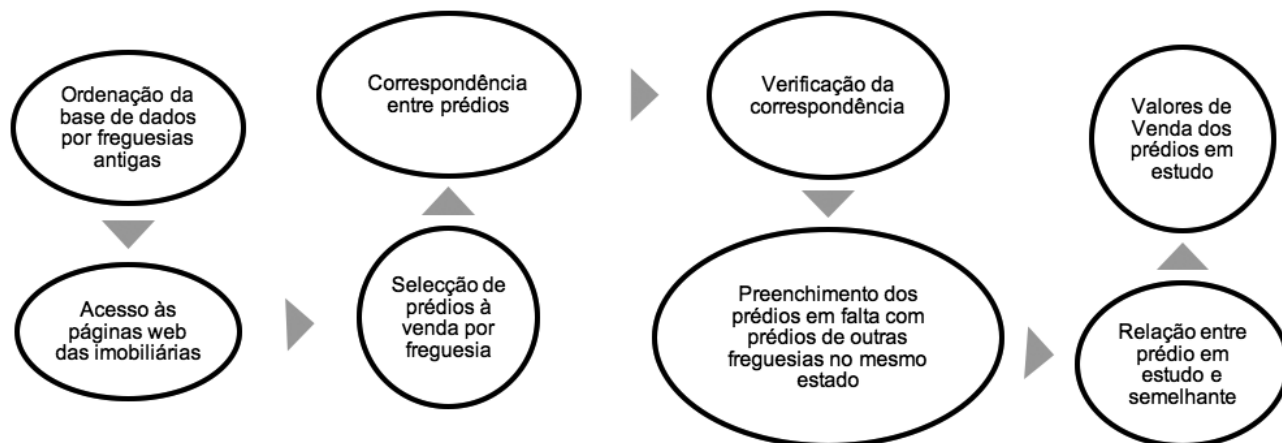 Ordenação da
base de dados
por freguesias
antigas
Acesso às
páginas web
das imobiliárias
Selecção de
prédios à
venda por
freguesia
Correspondência
entre prédios
Verificação da
correspondência
Preenchimento dos
prédios em falta com
prédios de outras
freguesias no mesmo
estado
Relação entre
prédio em
estudo e
semelhante
Valores de
Venda dos
prédios em
estudo